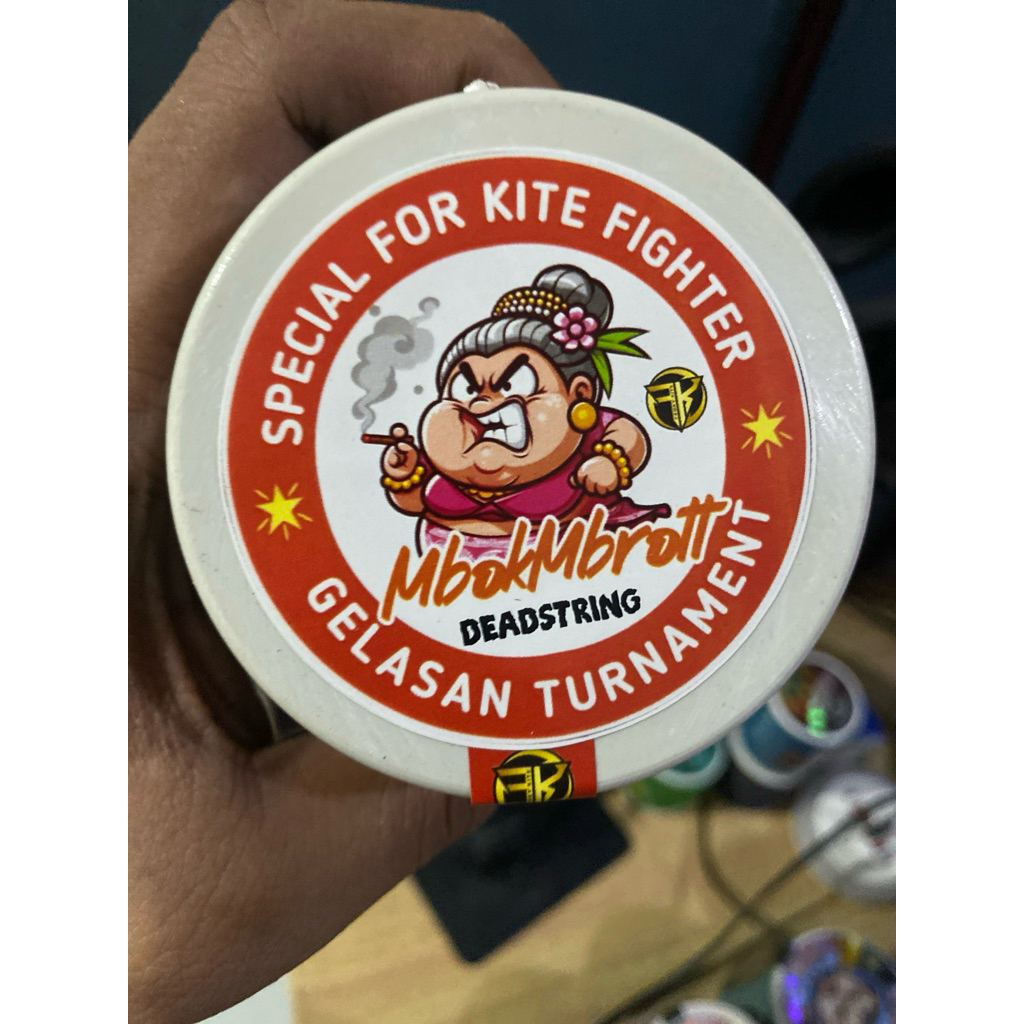 SPECIAL FOR KITE FIGHTER
MbokMbrott
DEADSTRING
GELASAN TURNAMENT